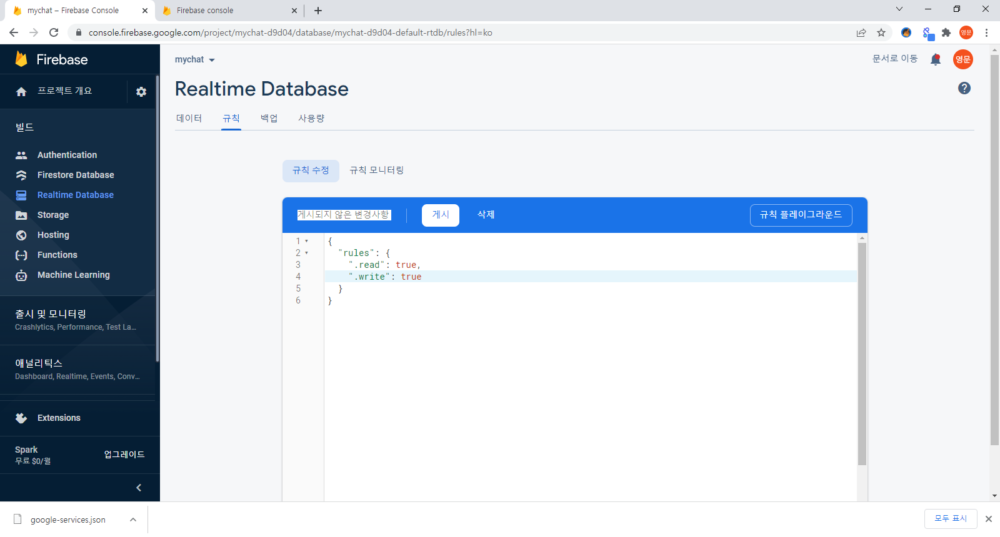 mychat – Firebase Console
Firebase console
console.firebase.google.com/project/mychat-d9d04/database/mychat-d9d04-default-rtdb/rules?hl=ko
영문
Firebase
mychat
문서로 이동
영문
프로젝트 개요
Realtime Database
데이터 규칙 백업 사용량
빌드
Authentication
Firestore Database
Realtime Database
Storage
Hosting
Functions
Machine Learning
출시 및 모니터링
Crashlytics, Performance, Test La...
애널리틱스
Dashboard, Realtime, Events, Conv...
Extensions
Spark
무료 $0/월
업그레이드
규칙 수정 규칙 모니터링
게시되지 않은 변경사항 게시 삭제 규칙 플레이그라운드
1 {
2 "rules": {
3 ".read": true,
4 ".write": true
5 }
6 }
google-services.json
모두 표시